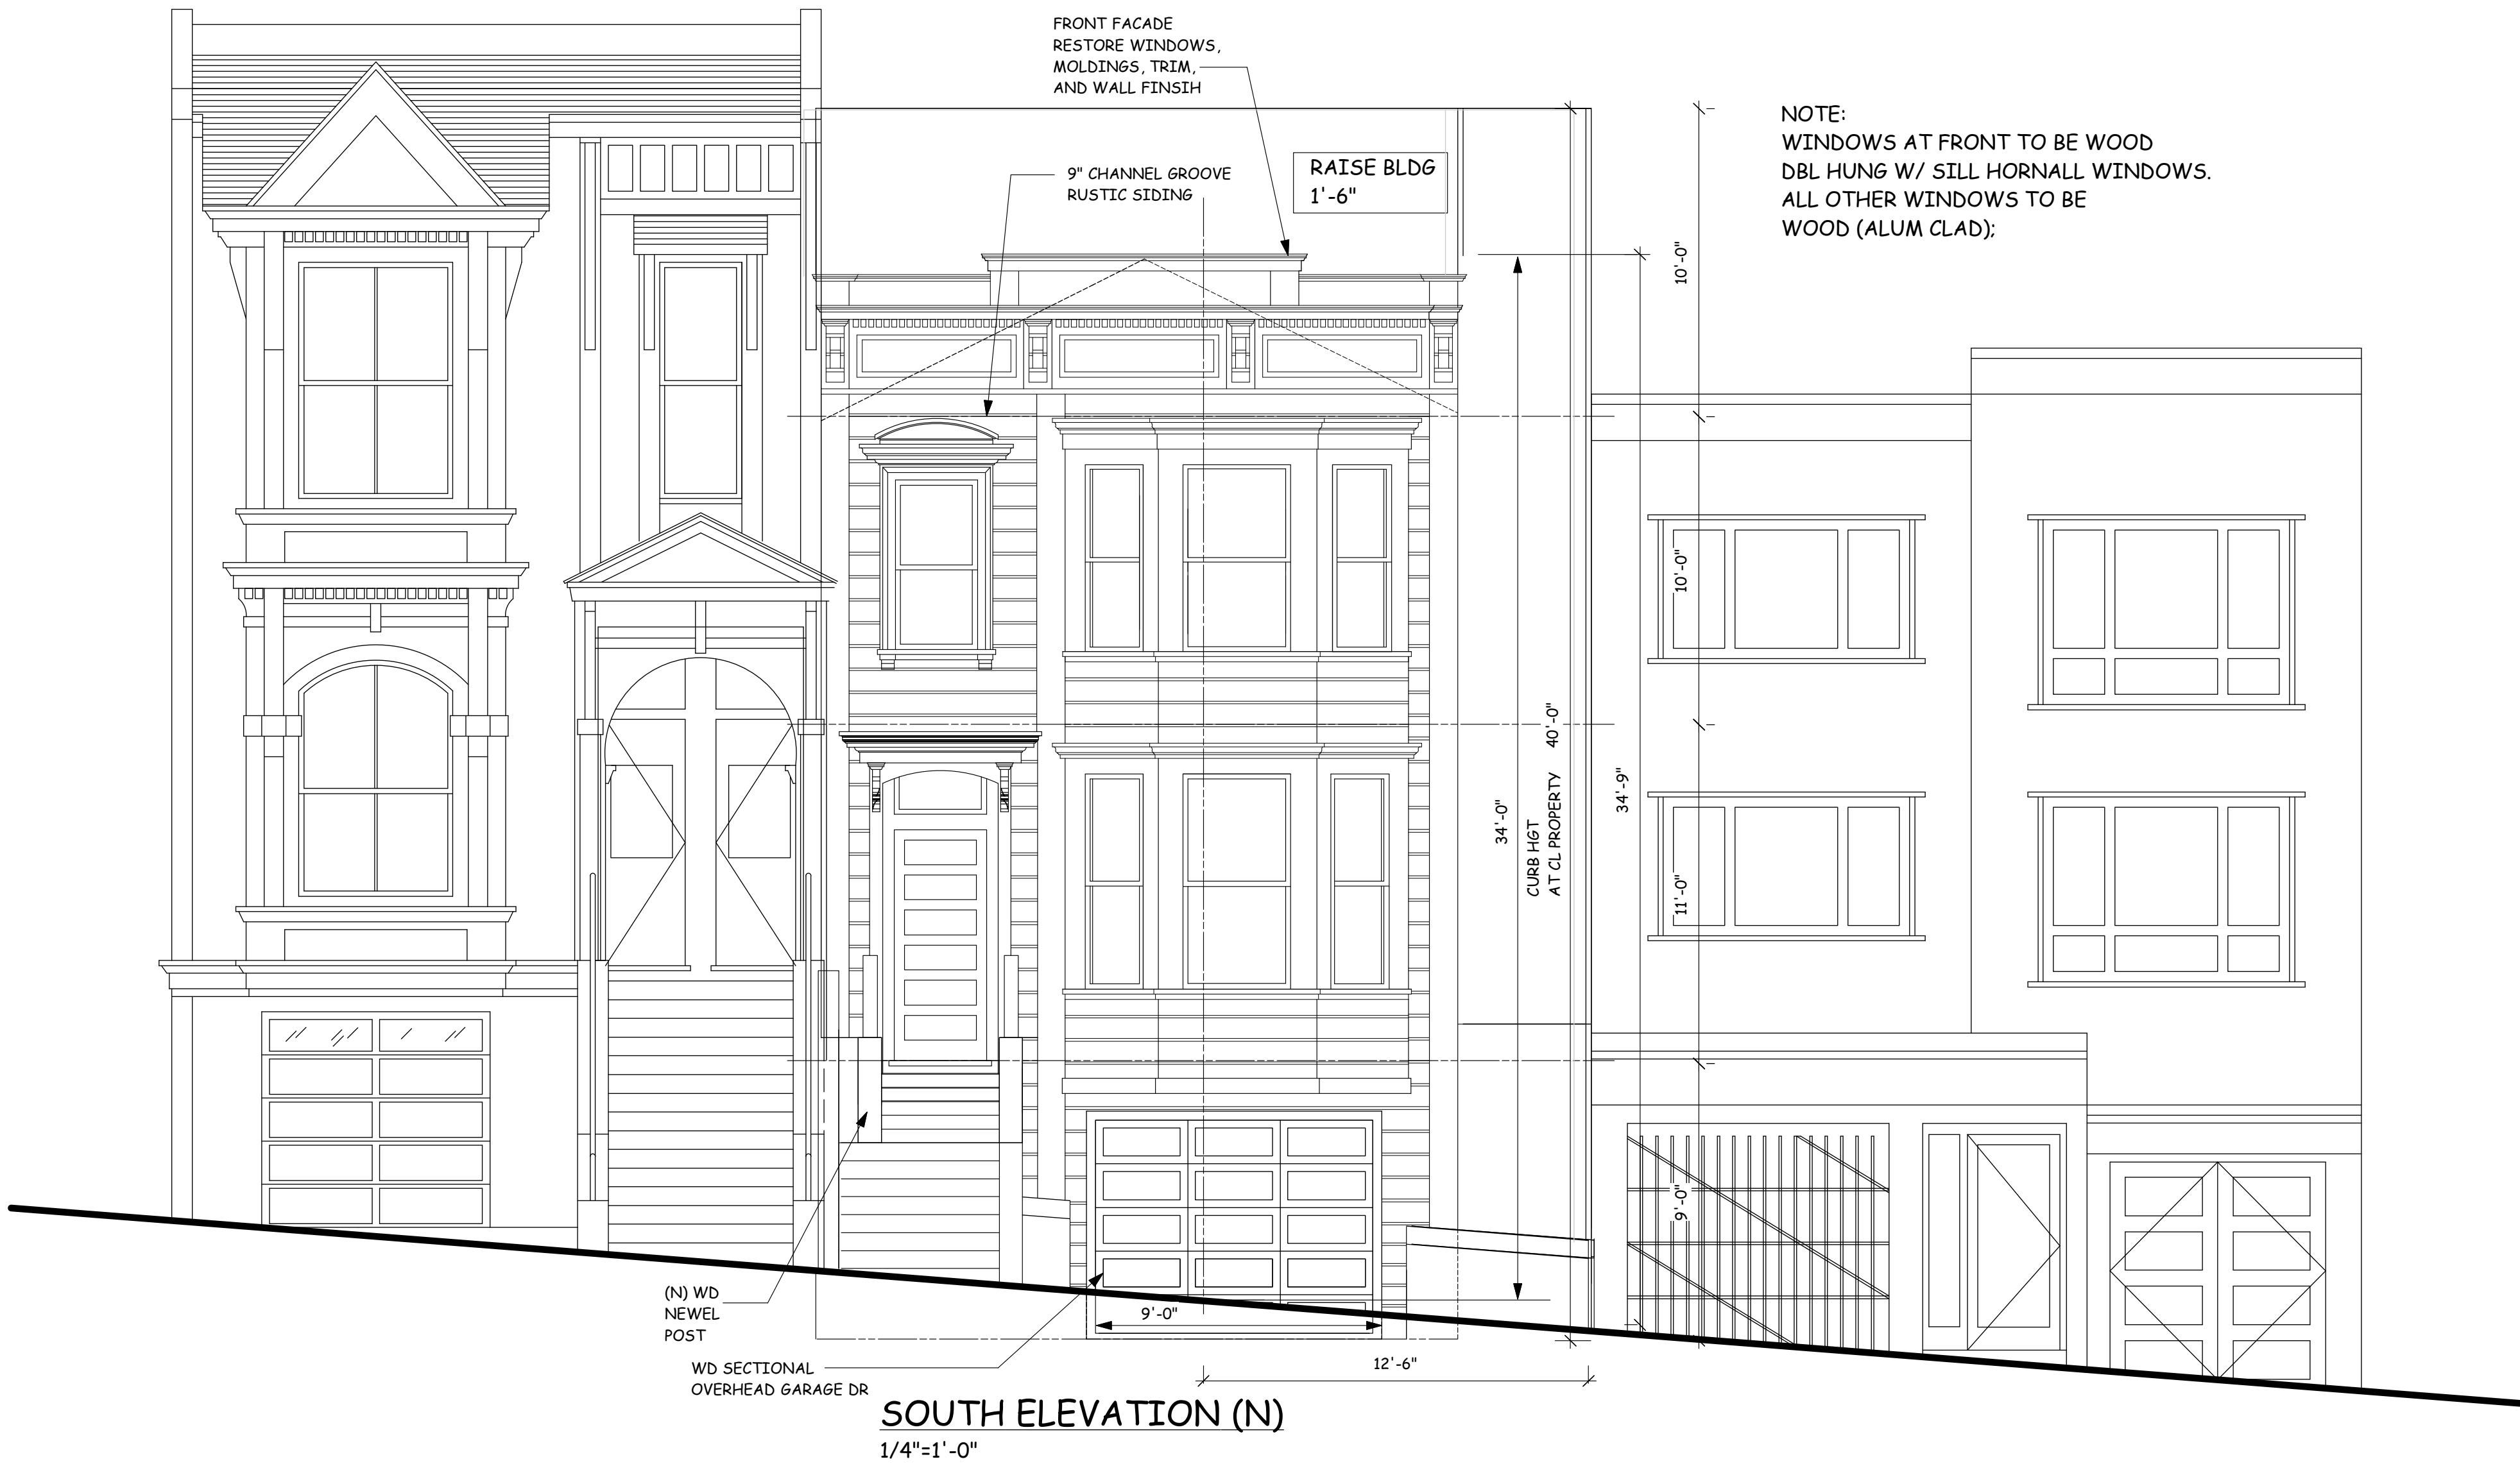 FRONT FACADE
RESTORE WINDOWS,
MOLDINGS, TRIM,
AND WALL FINSIH
9" CHANNEL GROOVE
RUSTIC SIDING
RAISE BLDG
1'-6"
NOTE:
WINDOWS AT FRONT TO BE WOOD
DBL HUNG W/ SILL HORNALL WINDOWS.
ALL OTHER WINDOWS TO BE
WOOD (ALUM CLAD);
10'-0"
10'-0"
11'-0"
9'-0"
34'-9"
34'-0"
CURB HGT
AT CL PROPERTY 40'-0"
(N) WD
NEWEL
POST
WD SECTIONAL
OVERHEAD GARAGE DR
9'-0"
12'-6"
SOUTH ELEVATION (N)
1/4"=1'-0"